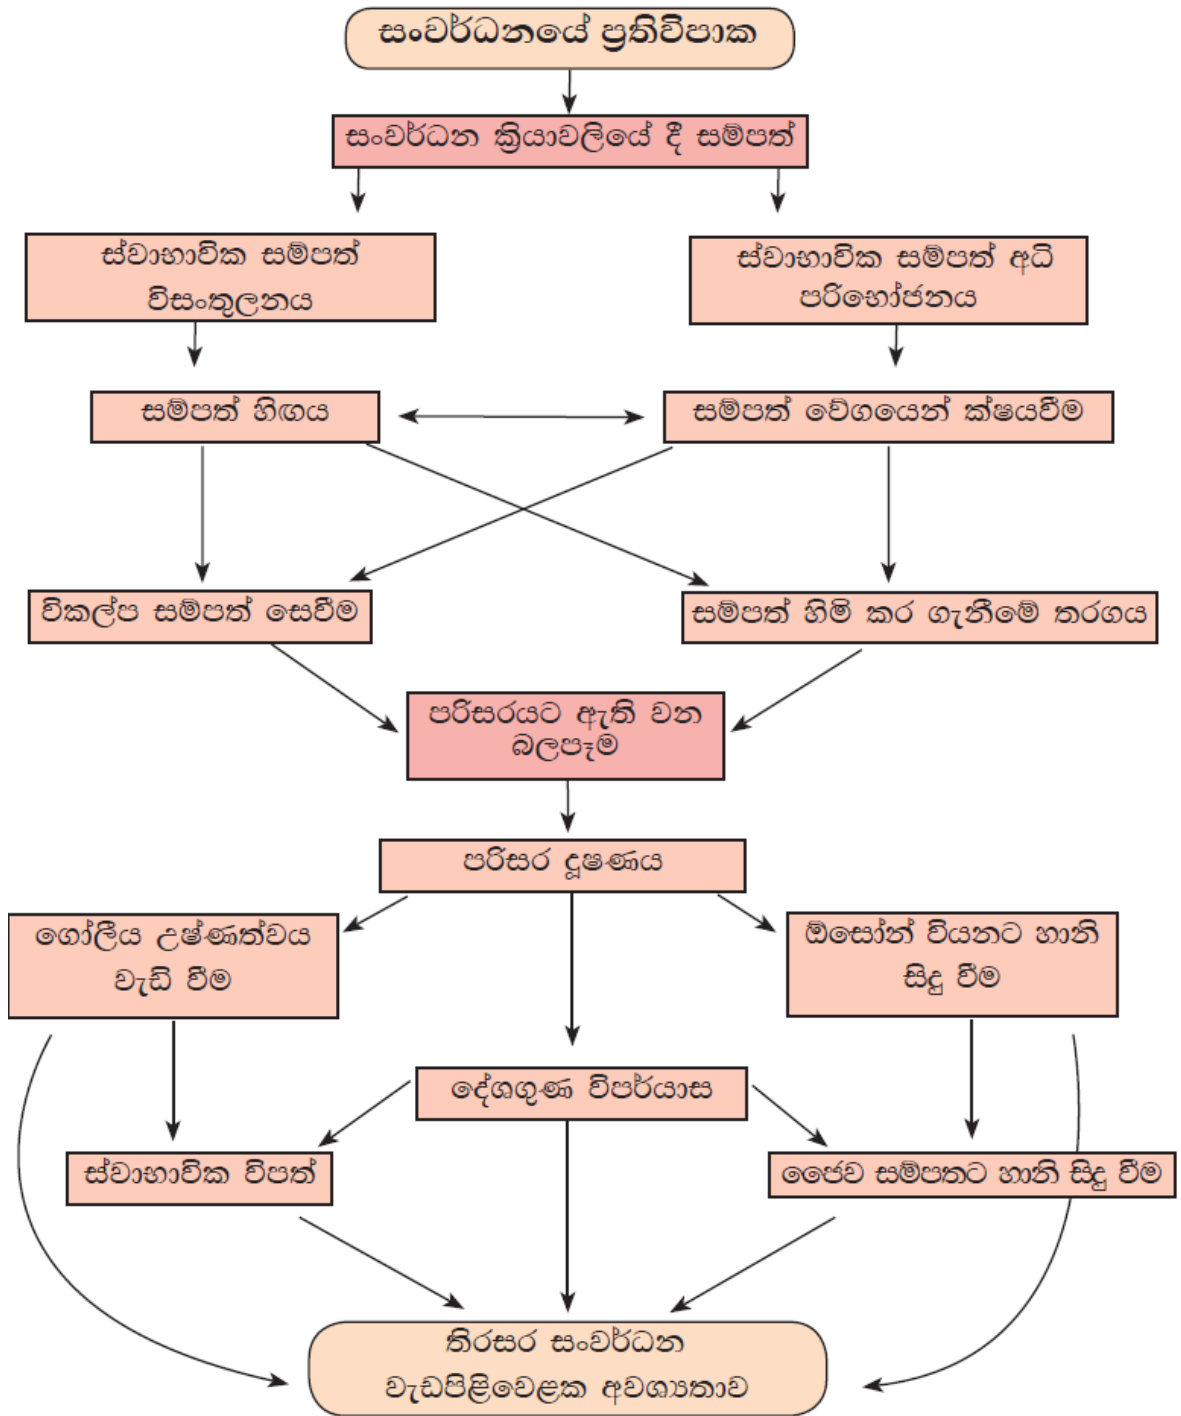 සංවර්ධනයේ ප්‍රතිවිපාක
සංවර්ධන ක්‍රියාවලියේ දී සම්පත්
ස්වාභාවික සම්පත්
විසංතුලනය
ස්වාභාවික සම්පත් අධි
පරිභෝජනය
සම්පත් හිඟය
සම්පත් වේගයෙන් ක්ෂයවීම
විකල්ප සම්පත් සෙවීම
සම්පත් හිමි කර ගැනීමේ තරගය
පරිසරයට ඇති වන
බලපෑම
පරිසර දූෂණය
ගෝලීය උෂ්ණත්වය
වැඩි වීම
ඕසෝන් වියනට හානි
සිදු වීම
දේශගුණ විපර්යාස
ස්වාභාවික විපත්
ජෛව සම්පතට හානි සිදු වීම
තිරසර සංවර්ධන
වැඩපිළිවෙළක අවශ්‍යතාව